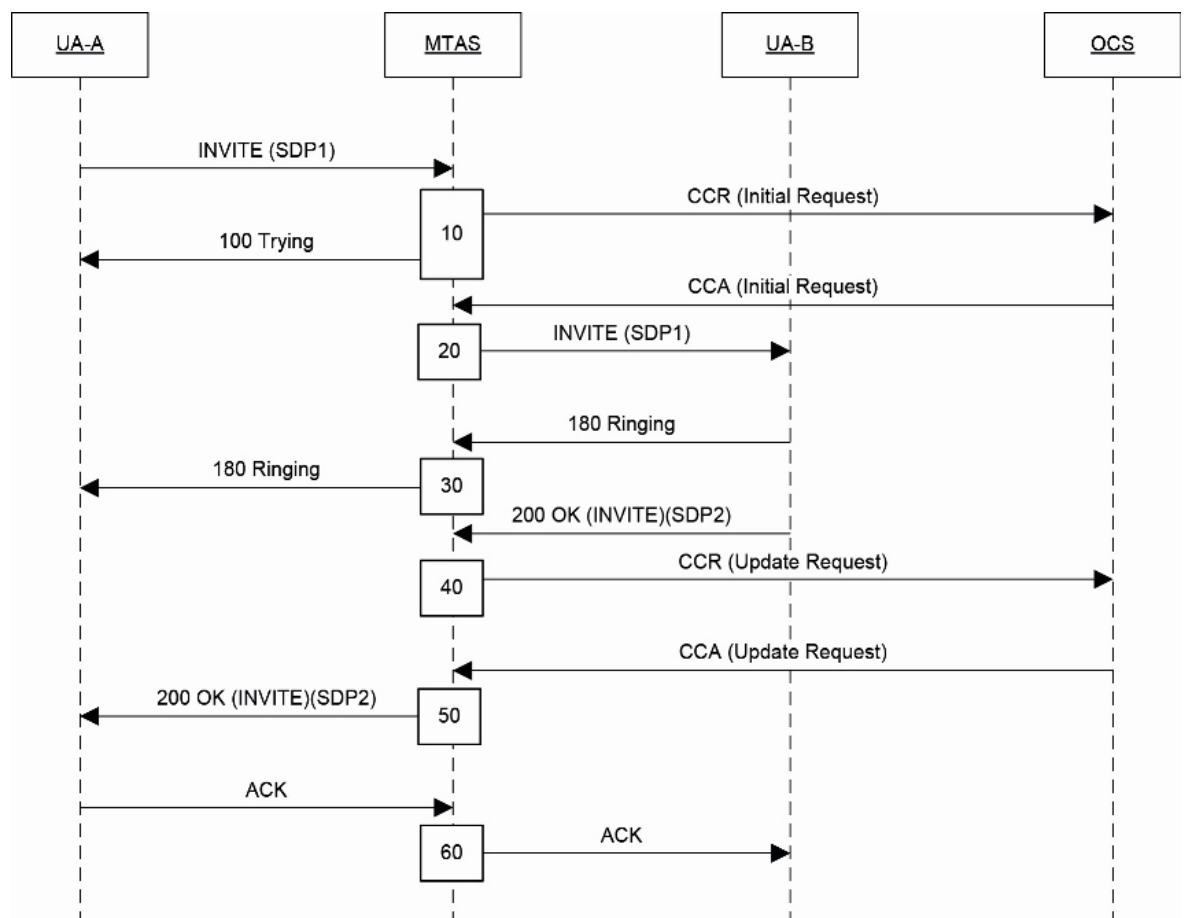 UA-A
MTAS
UA-B
OCS
INVITE (SDP1)
CCR (Initial Request)
10
100 Trying
CCA (Initial Request)
INVITE (SDP1)
20
180 Ringing
180 Ringing
30
200 OK (INVITE)(SDP2)
CCR (Update Request)
40
CCA (Update Request)
200 OK (INVITE)(SDP2)
50
ACK
ACK
60